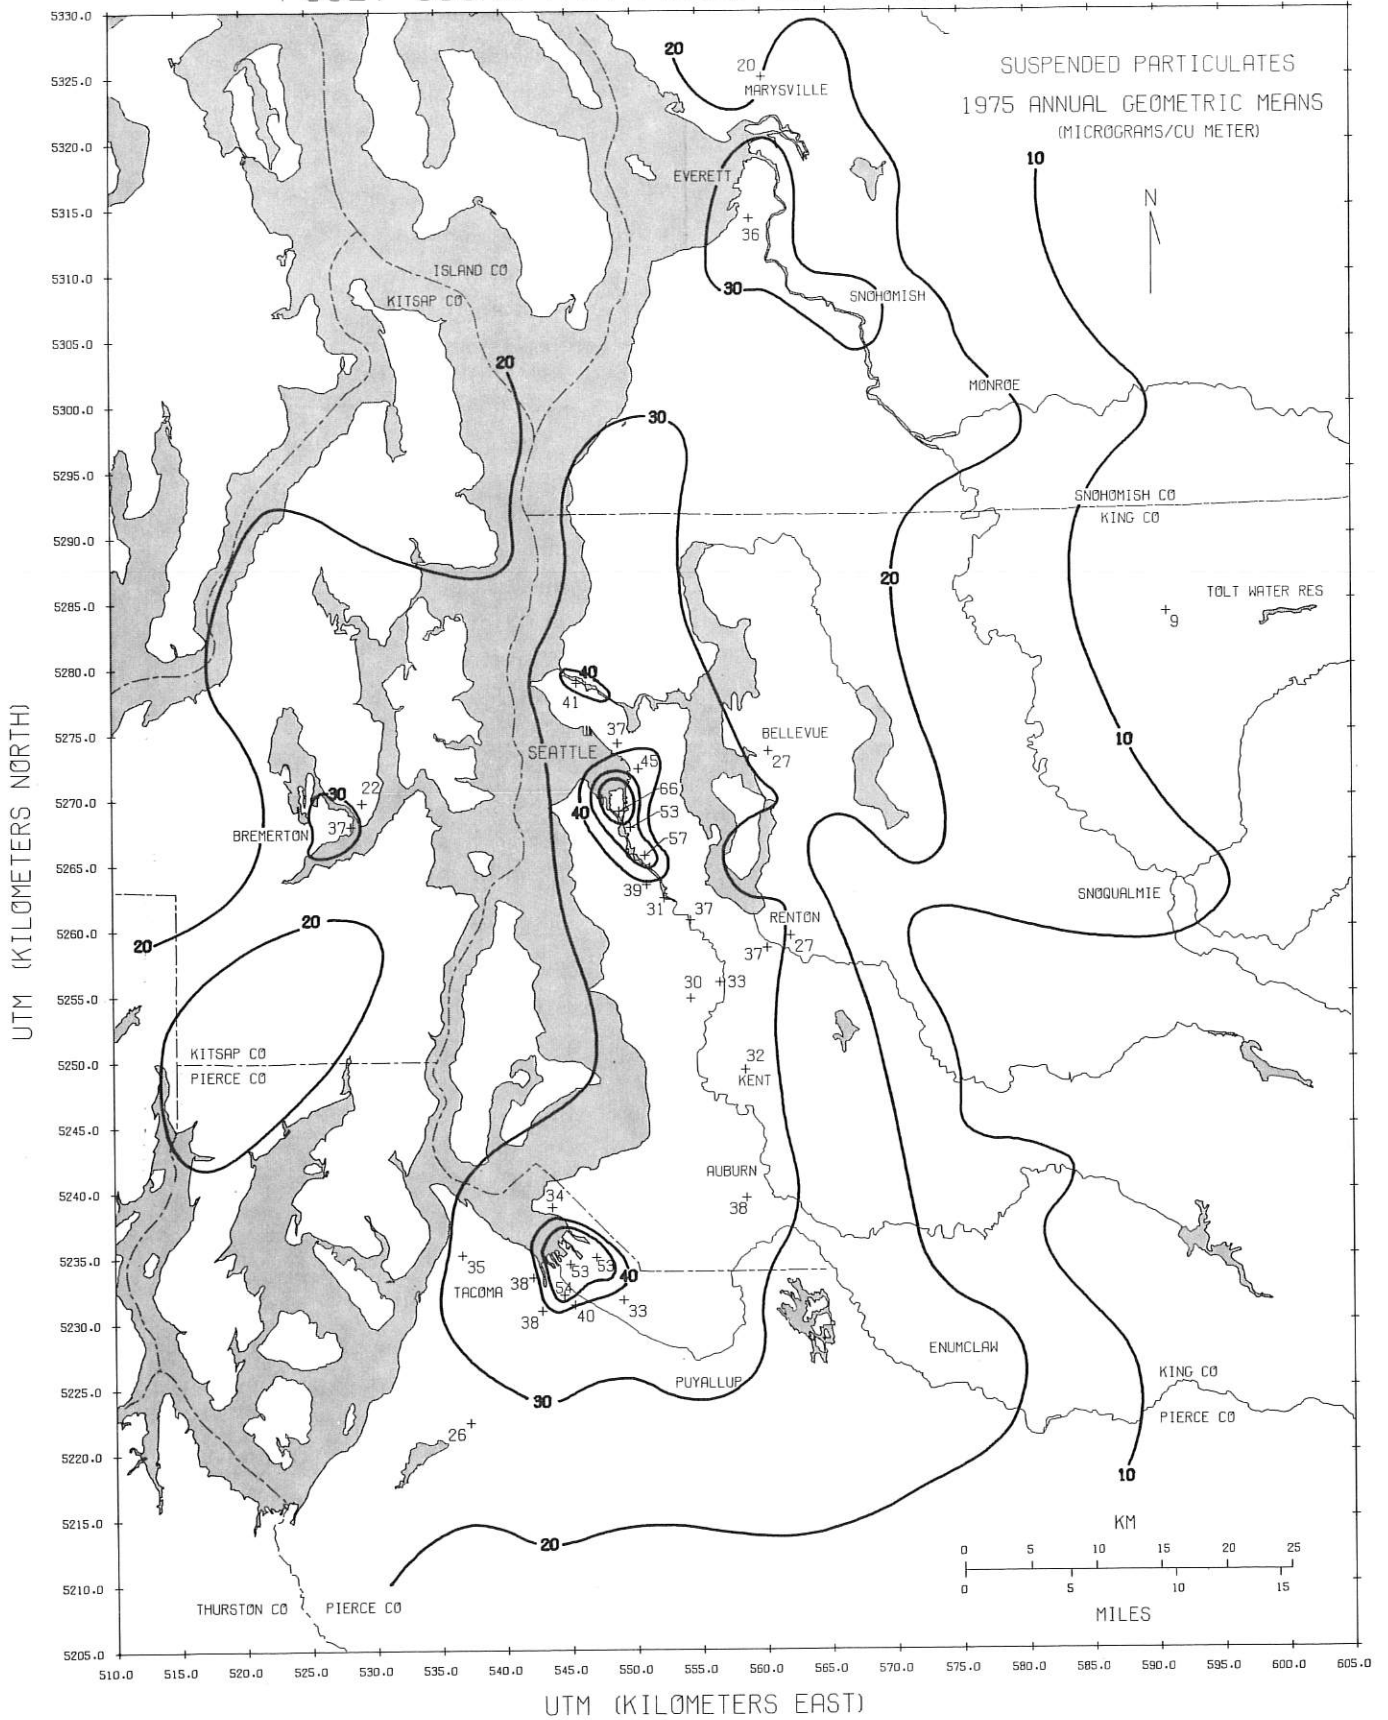 SUSPENDED PARTICULATES
1975 ANNUAL GEOMETRIC MEANS
(MICROGRAMS/CU METER)
N
20
20
MARYSVILLE
10
EVERETT
36
ISLAND CO
KITSAP CO
30
SNOHOMISH
20
MONROE
30
SNOHOMISH CO
KING CO
20
TOLT WATER RES
9
40
41
37
SEATTLE
45
BELLEVUE
27
10
66
40
53
57
39
31
37
30
22
37
BREMERTON
SNOQUALMIE
RENTON
37
27
20
20
30
33
KITSAP CO
PIERCE CO
32
KENT
AUBURN
38
34
35
TACOMA
38
53
53
54
40
38
40
33
ENUMCLAW
PUYALLUP
30
KING CO
PIERCE CO
26
10
20
THURSTON CO
PIERCE CO
KM
0 5 10 15 20 25
0 5 10 15
MILES
UTM (KILOMETERS NORTH)
5330.0
5325.0
5320.0
5315.0
5310.0
5305.0
5300.0
5295.0
5290.0
5285.0
5280.0
5275.0
5270.0
5265.0
5260.0
5255.0
5250.0
5245.0
5240.0
5235.0
5230.0
5225.0
5220.0
5215.0
5210.0
5205.0
510.0 515.0 520.0 525.0 530.0 535.0 540.0 545.0 550.0 555.0 560.0 565.0 570.0 575.0 580.0 585.0 590.0 595.0 600.0 605.0
UTM (KILOMETERS EAST)